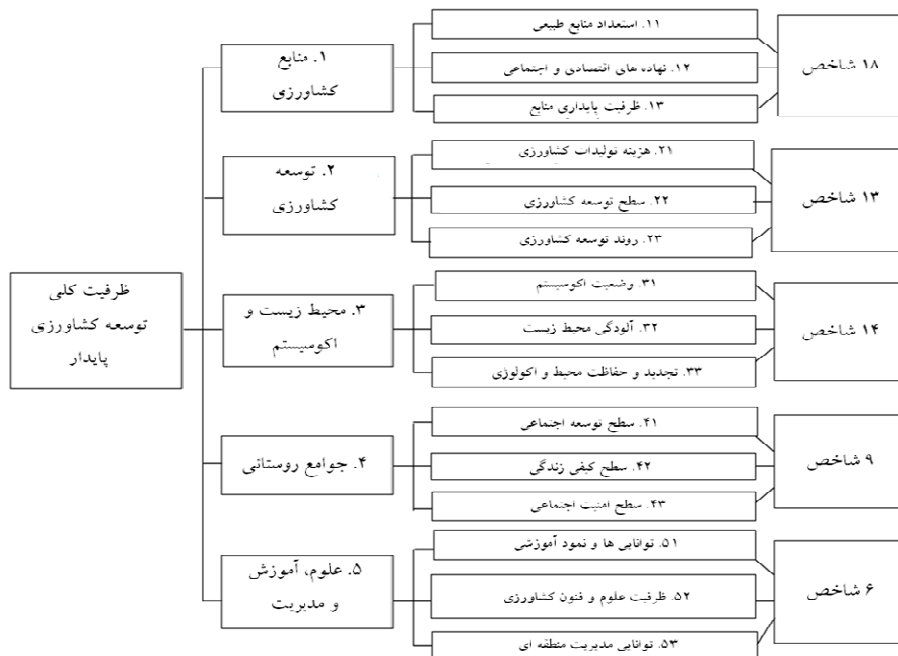 ظرفیت کلی
توسعه کشاورزی
پایدار
۱. منابع
کشاورزی
۱۱. استعداد منابع طبیعی
۱۲. نهاده های اقتصادی و اجتماعی
۱۳. ظرفیت پایداری منابع
۱۸ شاخص
۲. توسعه
کشاورزی
۲۱. هزینه تولیدات کشاورزی
۲۲. سطح توسعه کشاورزی
۲۳. روند توسعه کشاورزی
۱۳ شاخص
۳. محیط زیست و
اکوسیستم
۳۱. وضعیت اکوسیستم
۳۲. آلودگی محیط زیست
۳۳. تجدید و حفاظت محیط و اکولوژی
۱۴ شاخص
۴. جوامع روستائی
۴۱. سطح توسعه اجتماعی
۴۲. سطح کیفی زندگی
۴۳. سطح امنیت اجتماعی
۹ شاخص
۵. علوم، آموزش
و مدیریت
۵۱. توانایی ها و نمود آموزشی
۵۲. ظرفیت علوم و فنون کشاورزی
۵۳. توانایی مدیریت منطقه ای
۶ شاخص